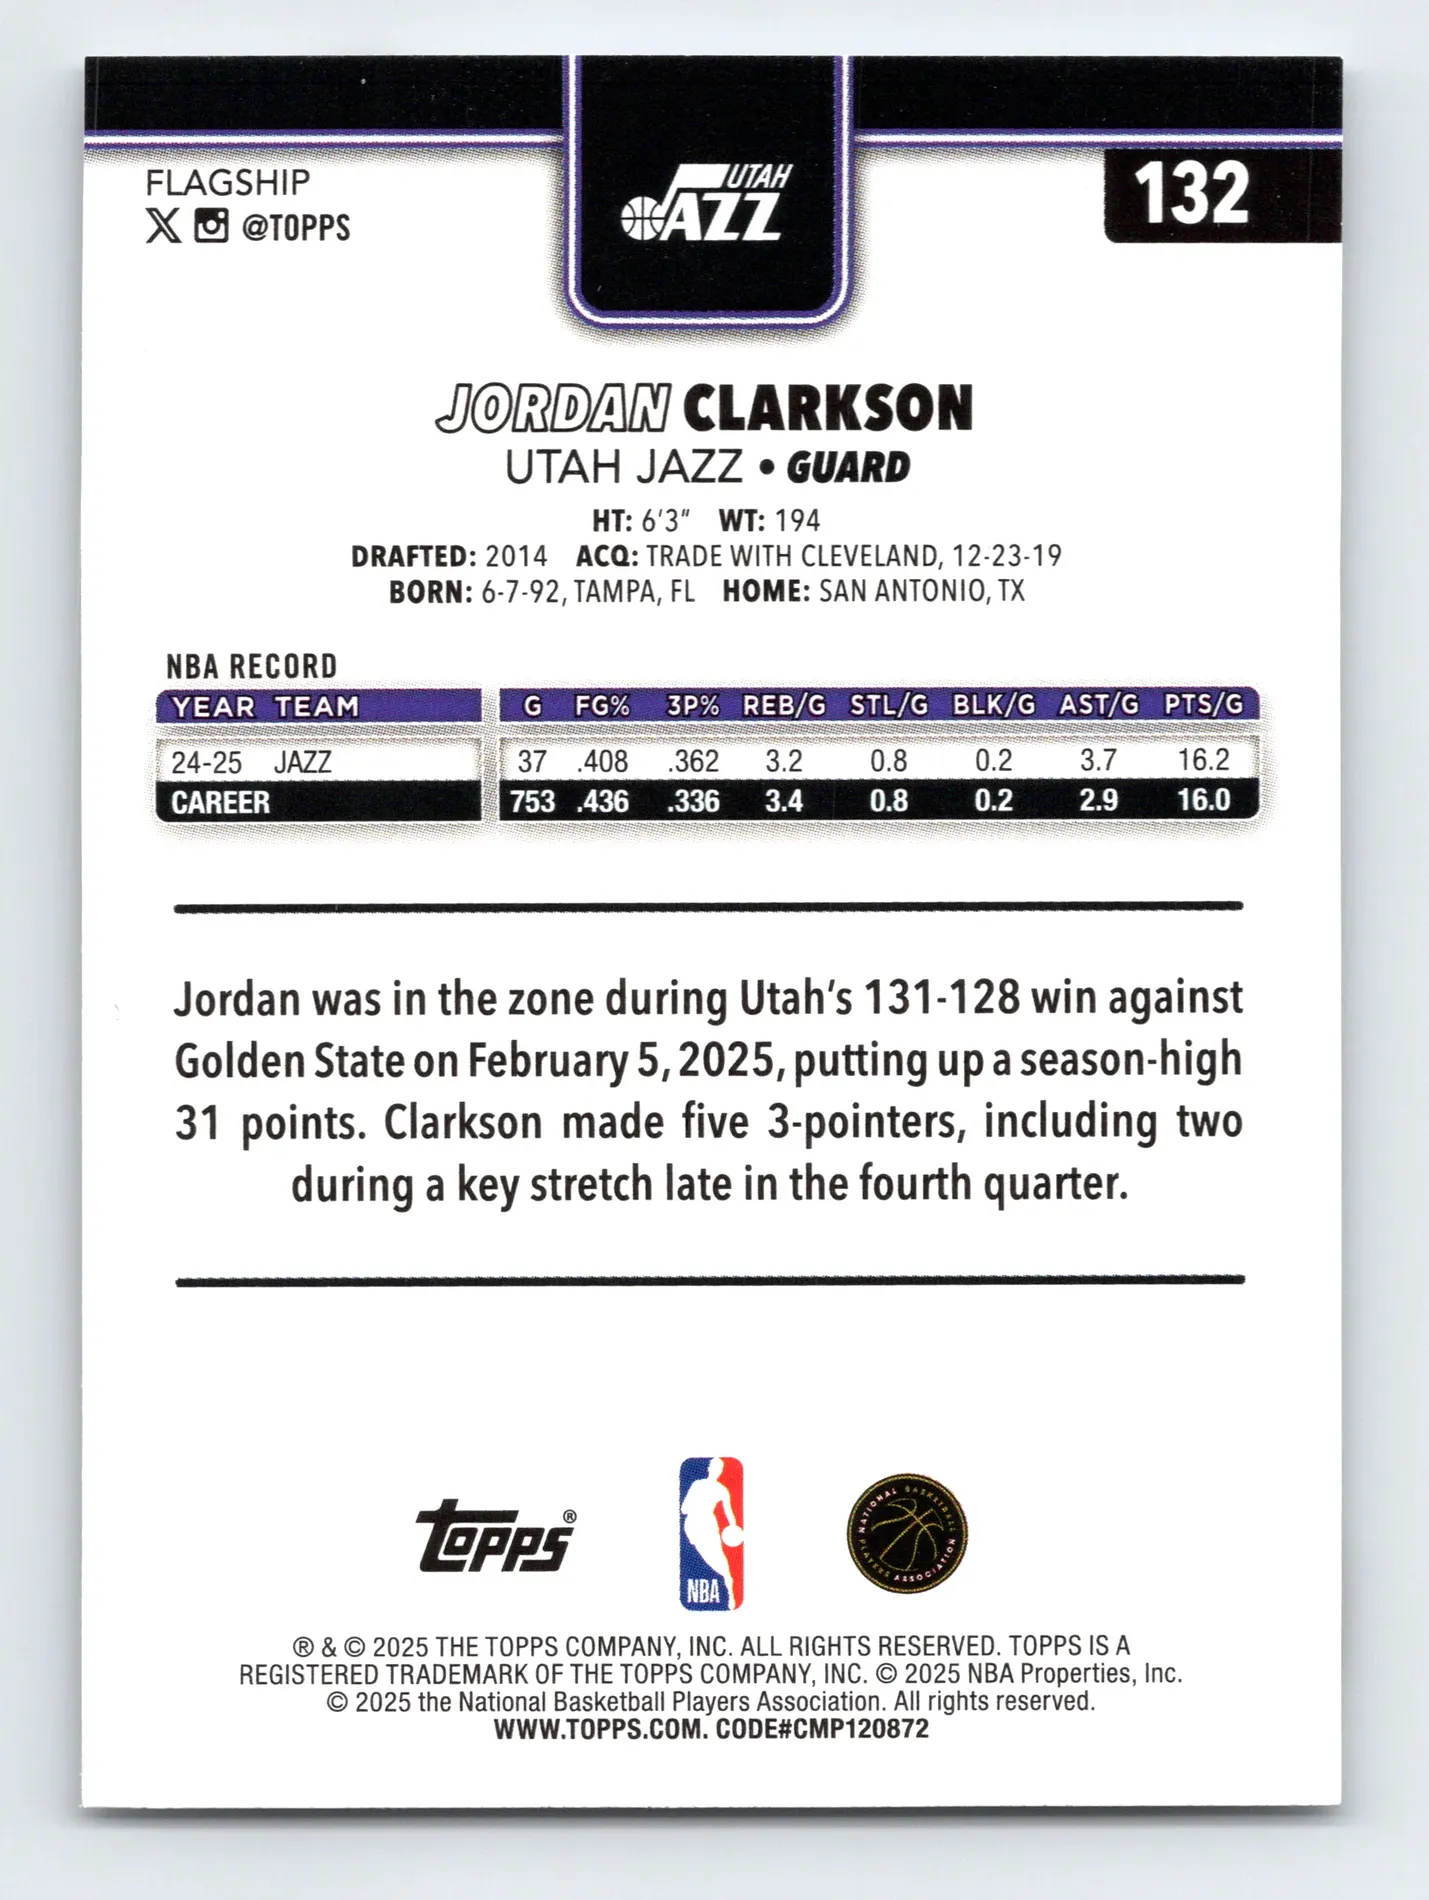 FLAGSHIP
X @TOPPS
UTAH
JAZZ
132
JORDAN CLARKSON
UTAH JAZZ • GUARD
HT: 6'3" WT: 194
DRAFTED: 2014 ACQ: TRADE WITH CLEVELAND, 12-23-19
BORN: 6-7-92, TAMPA, FL HOME: SAN ANTONIO, TX
NBA RECORD
YEAR TEAM G FG% 3P% REB/G STL/G BLK/G AST/G PTS/G
24-25 JAZZ 37 .408 .362 3.2 0.8 0.2 3.7 16.2
CAREER 753 .436 .336 3.4 0.8 0.2 2.9 16.0
Jordan was in the zone during Utah's 131-128 win against
Golden State on February 5, 2025, putting up a season-high
31 points. Clarkson made five 3-pointers, including two
during a key stretch late in the fourth quarter.
Topps®
NBA
NATIONAL BASKETBALL PLAYERS ASSOCIATION
® & © 2025 THE TOPPS COMPANY, INC. ALL RIGHTS RESERVED. TOPPS IS A
REGISTERED TRADEMARK OF THE TOPPS COMPANY, INC. © 2025 NBA Properties, Inc.
© 2025 the National Basketball Players Association. All rights reserved.
WWW.TOPPS.COM. CODE#CMP120872